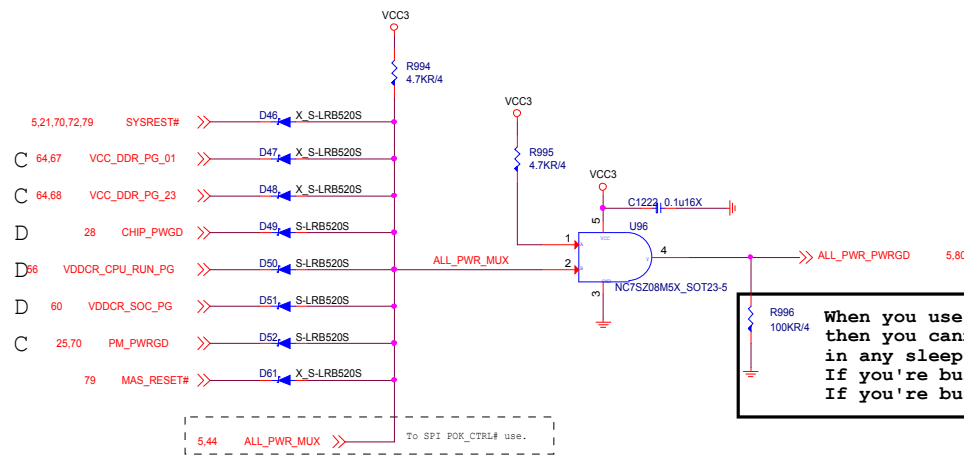 VCC3
R994
4.7KR/4
VCC3
R995
4.7KR/4
5,21,70,72,79 SYSREST# D46 X_S-LRB520S
C 64,67 VCC_DDR_PG_01 D47 X_S-LRB520S
C 64,68 VCC_DDR_PG_23 D48 X_S-LRB520S
VCC3
C1222 0.1u16X
D 28 CHIP_PWGD D49 S-LRB520S
5 U96
VCC
1 A
D 56 VDDCR_CPU_RUN_PG D50 S-LRB520S
ALL_PWR_MUX 2 B
Y 4 ALL_PWR_PWRGD 5,80
GND
3 NC7SZ08M5X_SOT23-5
D 60 VDDCR_SOC_PG D51 S-LRB520S
C 25,70 PM_PWRGD D52 S-LRB520S
79 MAS_RESET# D61 X_S-LRB520S
R996
100KR/4
When you use
then you can
in any sleep
If you're bu
If you're bu
5,44 ALL_PWR_MUX To SPI POK_CTRL# use.